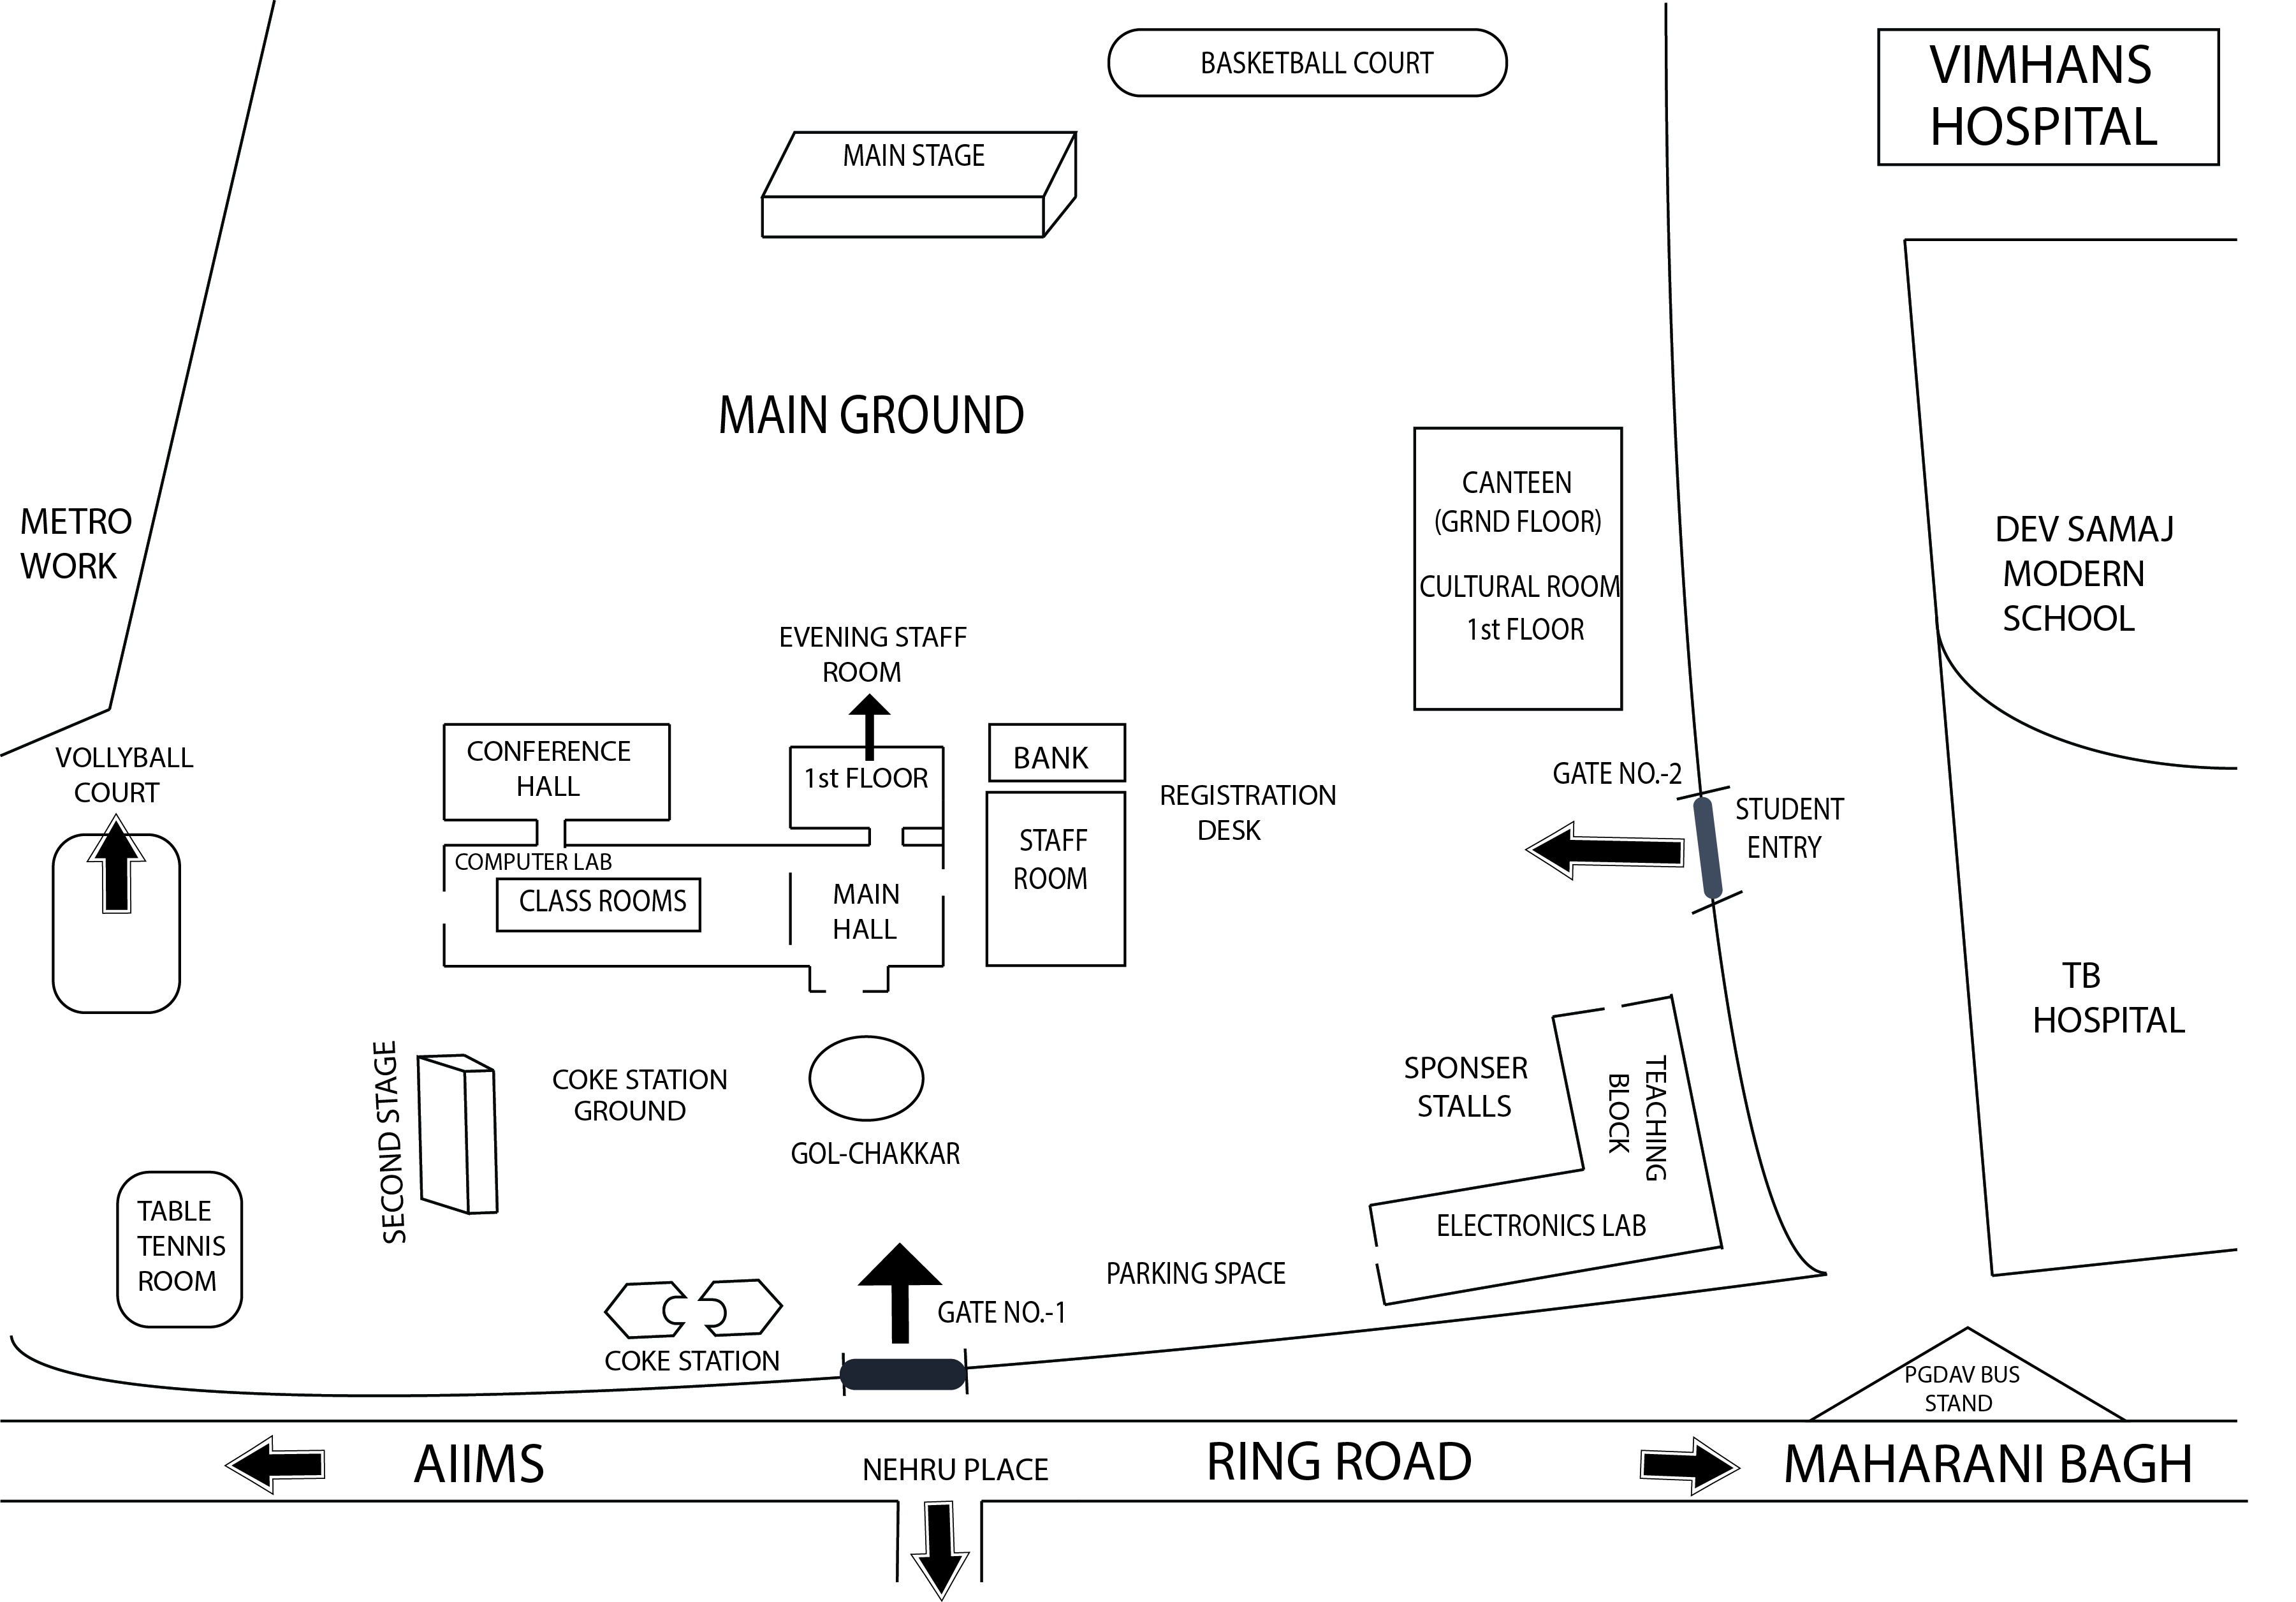 BASKETBALL COURT
VIMHANS
HOSPITAL
MAIN STAGE
MAIN GROUND
METRO
WORK
CANTEEN
(GRND FLOOR)
CULTURAL ROOM
1st FLOOR
DEV SAMAJ
MODERN
SCHOOL
EVENING STAFF
ROOM
VOLLYBALL
COURT
CONFERENCE
HALL
1st FLOOR
BANK
REGISTRATION
DESK
GATE NO.-2
STUDENT
ENTRY
STAFF
ROOM
COMPUTER LAB
CLASS ROOMS
MAIN
HALL
TB
HOSPITAL
SECOND STAGE
COKE STATION
GROUND
GOL-CHAKKAR
SPONSER
STALLS
TEACHING
BLOCK
ELECTRONICS LAB
TABLE
TENNIS
ROOM
PARKING SPACE
GATE NO.-1
COKE STATION
PGDAV BUS
STAND
AIIMS
NEHRU PLACE
RING ROAD
MAHARANI BAGH